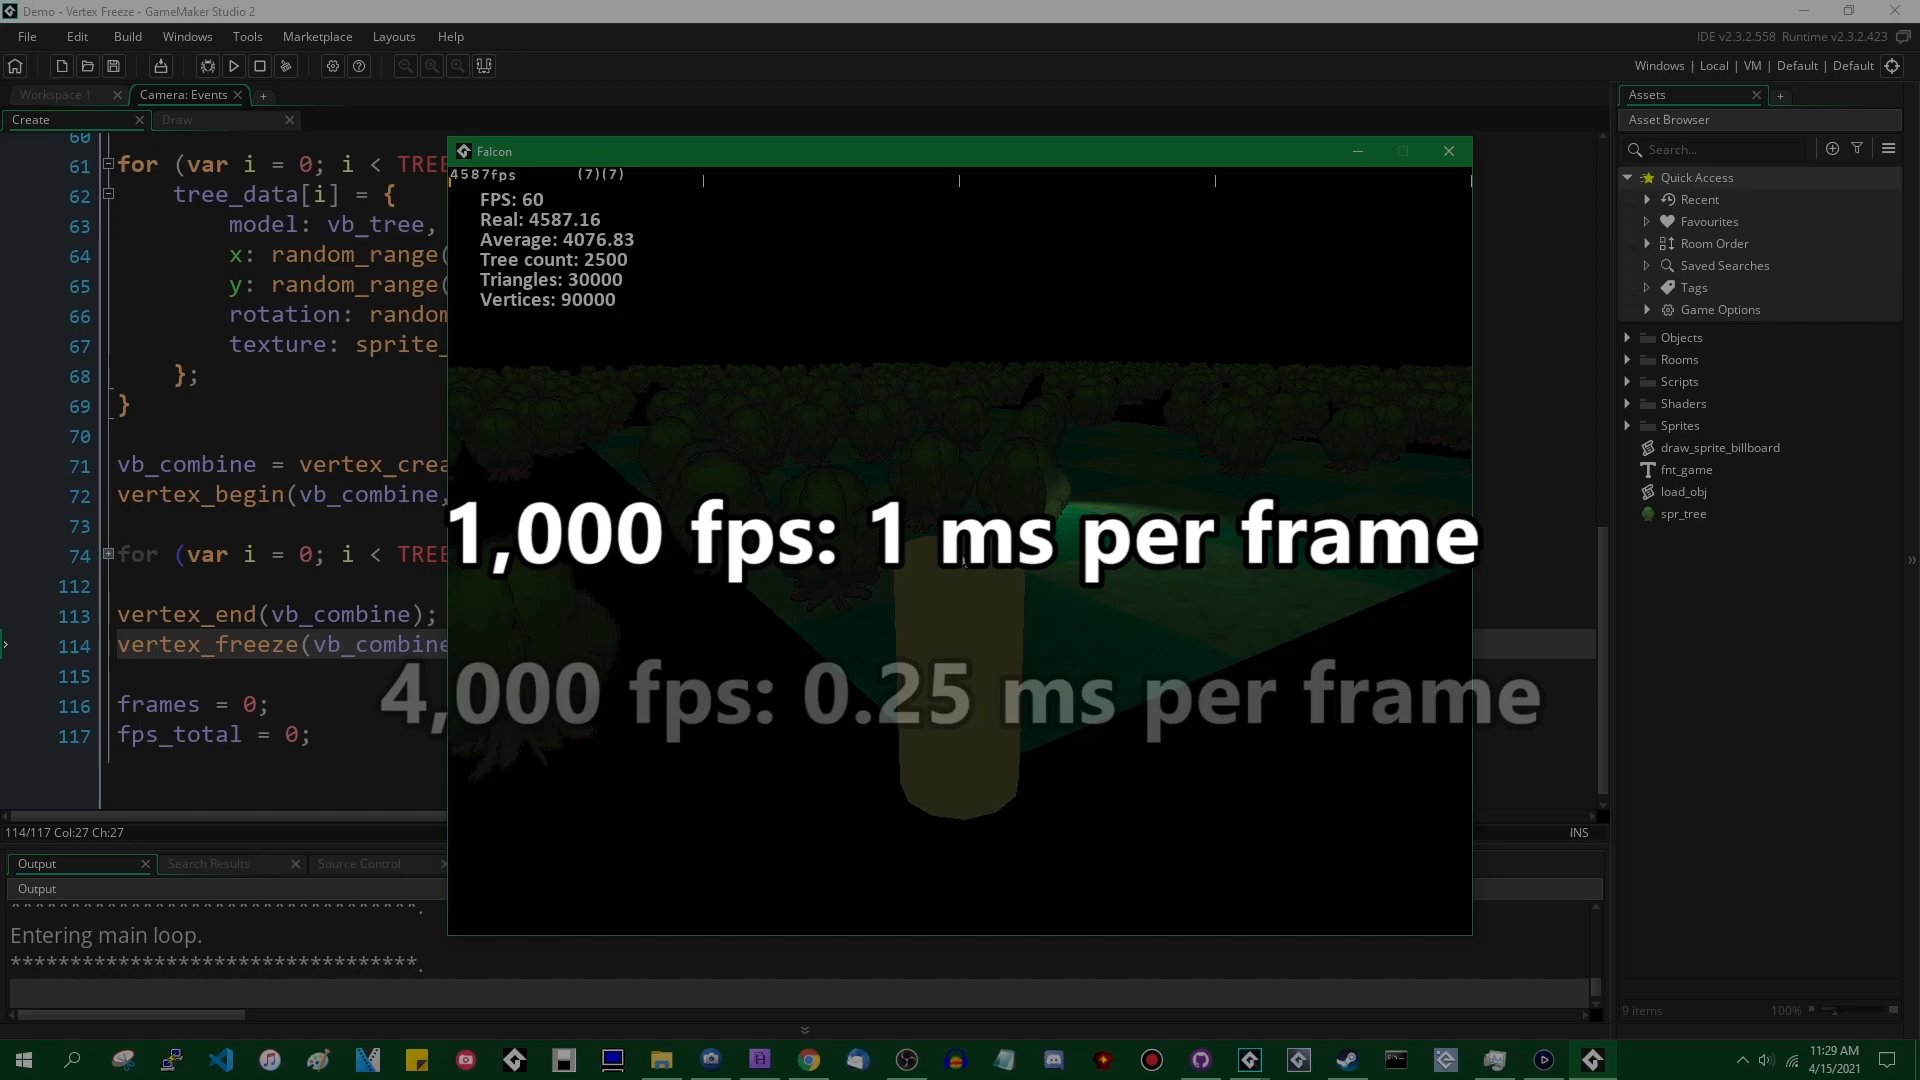 Demo - Vertex Freeze - GameMaker Studio 2
File Edit Build Windows Tools Marketplace Layouts Help
IDE v2.3.2.558 Runtime v2.3.2.423
Windows | Local | VM | Default | Default
Workspace 1
Camera: Events
Create
Draw
60
61 for (var i = 0; i < TREE
62 tree_data[i] = {
63 model: vb_tree,
64 x: random_range(
65 y: random_range(
66 rotation: random
67 texture: sprite_
68 };
69 }
70
71 vb_combine = vertex_crea
72 vertex_begin(vb_combine,
73
74 for (var i = 0; i < TREE
112
113 vertex_end(vb_combine);
114 vertex_freeze(vb_combine
115
116 frames = 0;
117 fps_total = 0;
114/117 Col:27 Ch:27
INS
Falcon
4587fps (7)(7)
FPS: 60
Real: 4587.16
Average: 4076.83
Tree count: 2500
Triangles: 30000
Vertices: 90000
1,000 fps: 1 ms per frame
4,000 fps: 0.25 ms per frame
Output
Search Results
Source Control
Output
********************************.
Entering main loop.
********************************.
Assets
Asset Browser
Search...
Quick Access
Recent
Favourites
Room Order
Saved Searches
Tags
Game Options
Objects
Rooms
Scripts
Shaders
Sprites
draw_sprite_billboard
fnt_game
load_obj
spr_tree
9 items
100%
11:29 AM
4/15/2021